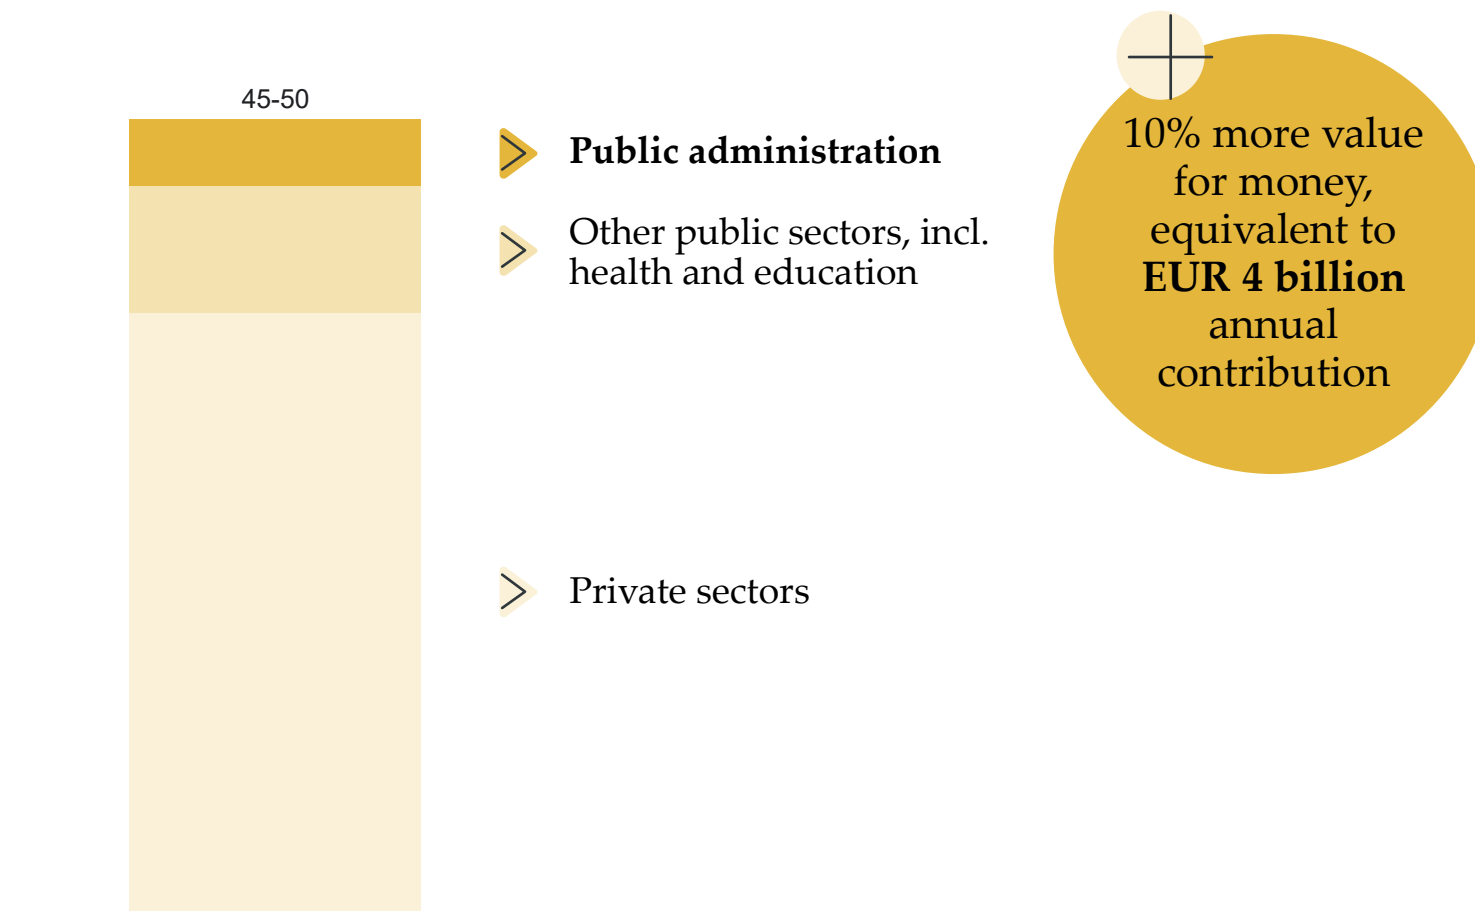 45-50
Public administration
Other public sectors, incl.
health and education
Private sectors
10% more value
for money,
equivalent to
EUR 4 billion
annual
contribution